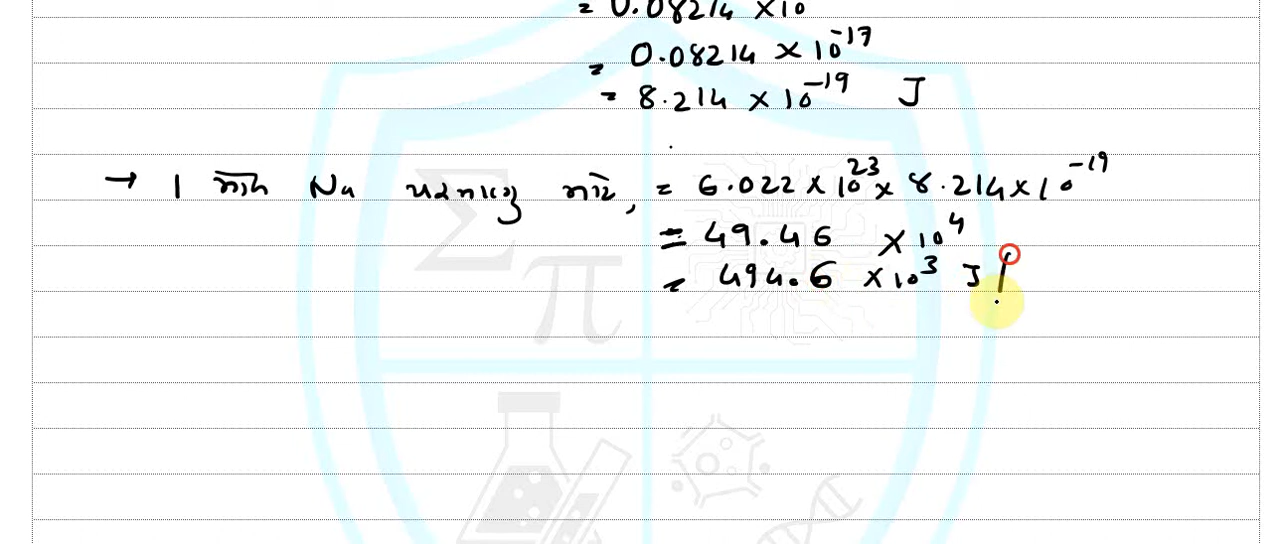 = 0.08214 ×10
= 0.08214 × 10⁻¹⁷
= 8.214 × 10⁻¹⁹ J
→ 1 મોલ Na પરમાણુ માટે, = 6.022 × 10²³ × 8.214 × 10⁻¹⁹
= 49.46 × 10⁴
= 494.6 × 10³ J /
Σ
π